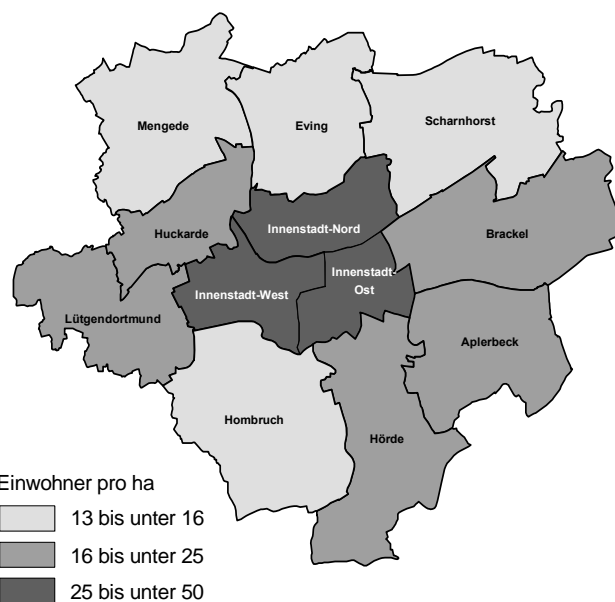 Mengede
Eving
Scharnhorst
Huckarde
Innenstadt-Nord
Brackel
Innenstadt-West
Innenstadt-
Ost
Lütgendortmund
Aplerbeck
Hombruch
Hörde
Einwohner pro ha
13 bis unter 16
16 bis unter 25
25 bis unter 50